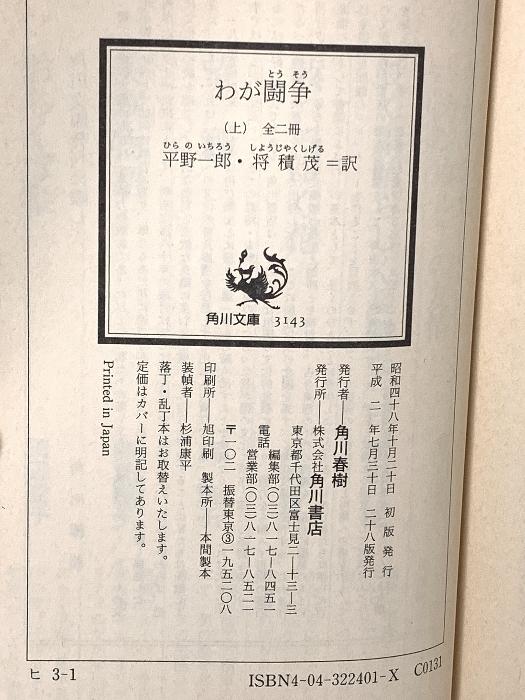 とう そう
わが闘争
（上） 全二冊
ひら の いちろう しようじやくしげる
平野一郎・将積 茂＝訳
角川文庫 3143
昭和四十八年十月二十日 初版発行
平成二年七月三十日 二十八版発行
発行者——角川春樹
発行所——株式会社角川書店
東京都千代田区富士見二—十三—三
電話 編集部(〇三)八一七—八四五一
営業部(〇三)八一七—八五二一
〒一〇二 振替東京③一九五二〇八
印刷所——旭印刷 製本所——本間製本
装幀者——杉浦康平
落丁・乱丁本はお取替えいたします。
定価はカバーに明記してあります。
Printed in Japan
ヒ 3-1
ISBN4-04-322401-X C0131